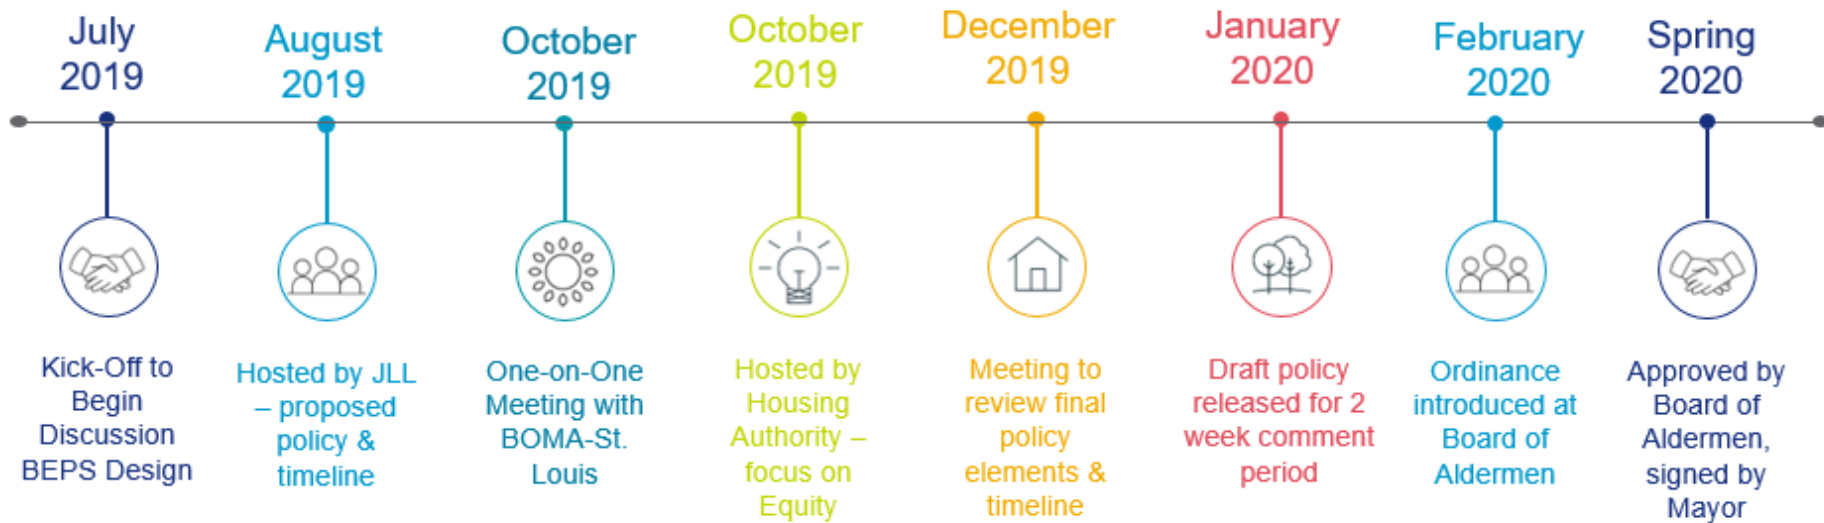 July
2019
Kick-Off to
Begin
Discussion
BEPS Design
August
2019
Hosted by JLL
– proposed
policy &
timeline
October
2019
One-on-One
Meeting with
BOMA-St.
Louis
October
2019
Hosted by
Housing
Authority –
focus on
Equity
December
2019
Meeting to
review final
policy
elements &
timeline
January
2020
Draft policy
released for 2
week comment
period
February
2020
Ordinance
introduced at
Board of
Aldermen
Spring
2020
Approved by
Board of
Aldermen,
signed by
Mayor